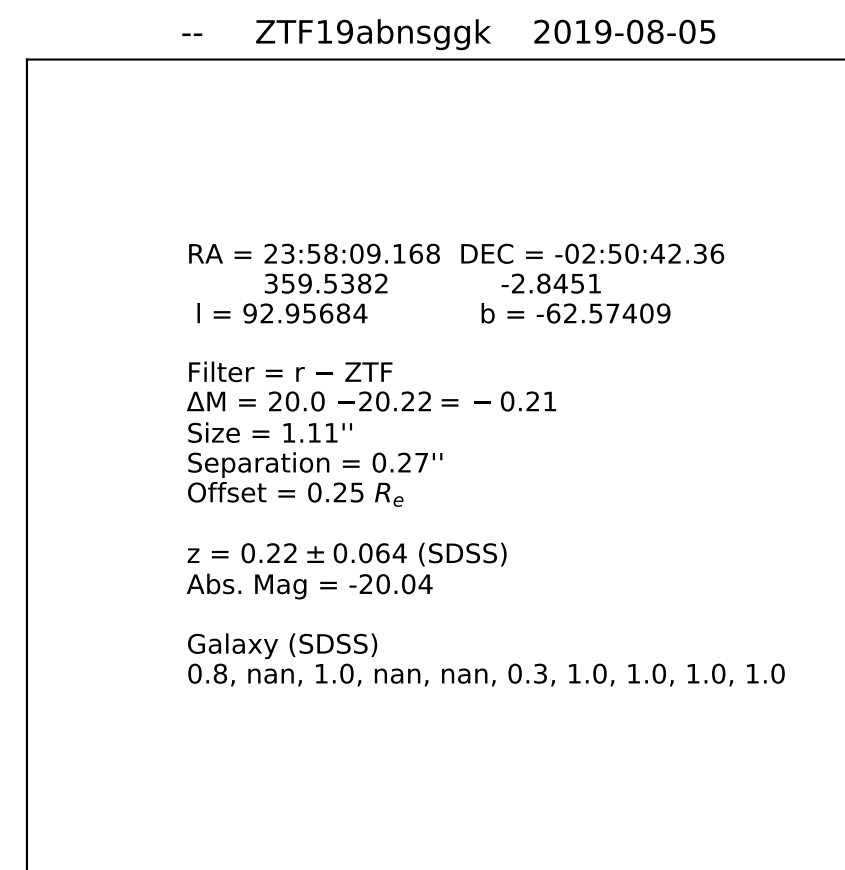 -- ZTF19abnsggk 2019-08-05
RA = 23:58:09.168 DEC = -02:50:42.36
359.5382 -2.8451
l = 92.95684 b = -62.57409
Filter = r − ZTF
ΔM = 20.0 −20.22 = − 0.21
Size = 1.11''
Separation = 0.27''
Offset = 0.25 Rₑ
z = 0.22 ± 0.064 (SDSS)
Abs. Mag = -20.04
Galaxy (SDSS)
0.8, nan, 1.0, nan, nan, 0.3, 1.0, 1.0, 1.0, 1.0